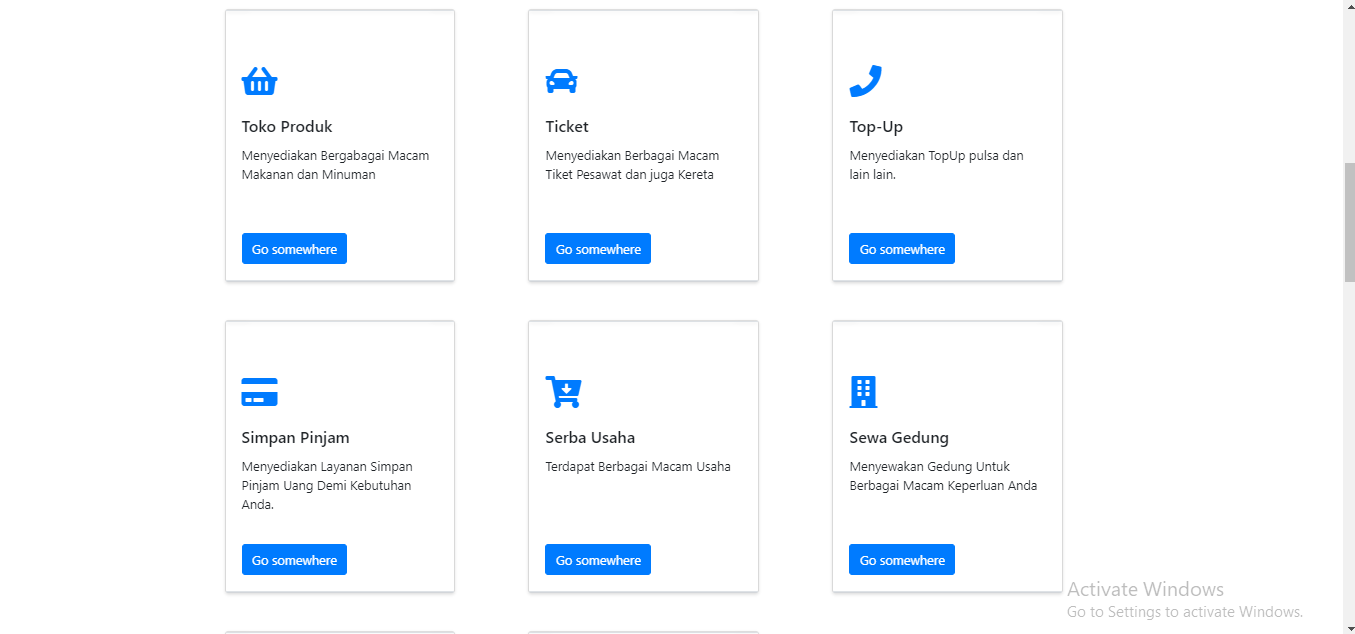 Toko Produk
Menyediakan Bergabagai Macam
Makanan dan Minuman
Go somewhere
Ticket
Menyediakan Berbagai Macam
Tiket Pesawat dan juga Kereta
Go somewhere
Top-Up
Menyediakan TopUp pulsa dan
lain lain.
Go somewhere
Simpan Pinjam
Menyediakan Layanan Simpan
Pinjam Uang Demi Kebutuhan
Anda.
Go somewhere
Serba Usaha
Terdapat Berbagai Macam Usaha
Go somewhere
Sewa Gedung
Menyewakan Gedung Untuk
Berbagai Macam Keperluan Anda
Go somewhere
Activate Windows
Go to Settings to activate Windows.